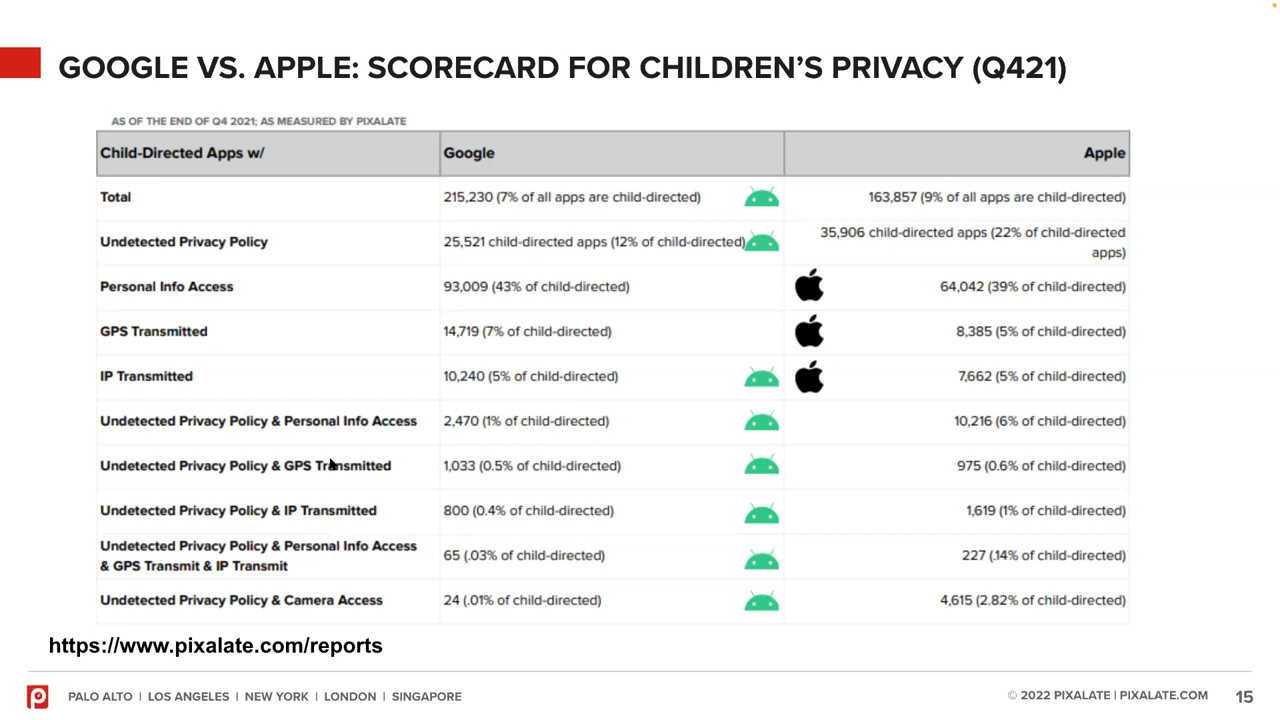 GOOGLE VS. APPLE: SCORECARD FOR CHILDREN’S PRIVACY (Q421)
AS OF THE END OF Q4 2021; AS MEASURED BY PIXALATE
Child-Directed Apps w/ Google Apple
Total 215,230 (7% of all apps are child-directed) 163,857 (9% of all apps are child-directed)
Undetected Privacy Policy 25,521 child-directed apps (12% of child-directed) 35,906 child-directed apps (22% of child-directed
apps)
Personal Info Access 93,009 (43% of child-directed) 64,042 (39% of child-directed)
GPS Transmitted 14,719 (7% of child-directed) 8,385 (5% of child-directed)
IP Transmitted 10,240 (5% of child-directed) 7,662 (5% of child-directed)
Undetected Privacy Policy & Personal Info Access 2,470 (1% of child-directed) 10,216 (6% of child-directed)
Undetected Privacy Policy & GPS Transmitted 1,033 (0.5% of child-directed) 975 (0.6% of child-directed)
Undetected Privacy Policy & IP Transmitted 800 (0.4% of child-directed) 1,619 (1% of child-directed)
Undetected Privacy Policy & Personal Info Access
& GPS Transmit & IP Transmit 65 (.03% of child-directed) 227 (.14% of child-directed)
Undetected Privacy Policy & Camera Access 24 (.01% of child-directed) 4,615 (2.82% of child-directed)
https://www.pixalate.com/reports
PALO ALTO | LOS ANGELES | NEW YORK | LONDON | SINGAPORE
© 2022 PIXALATE | PIXALATE.COM 15